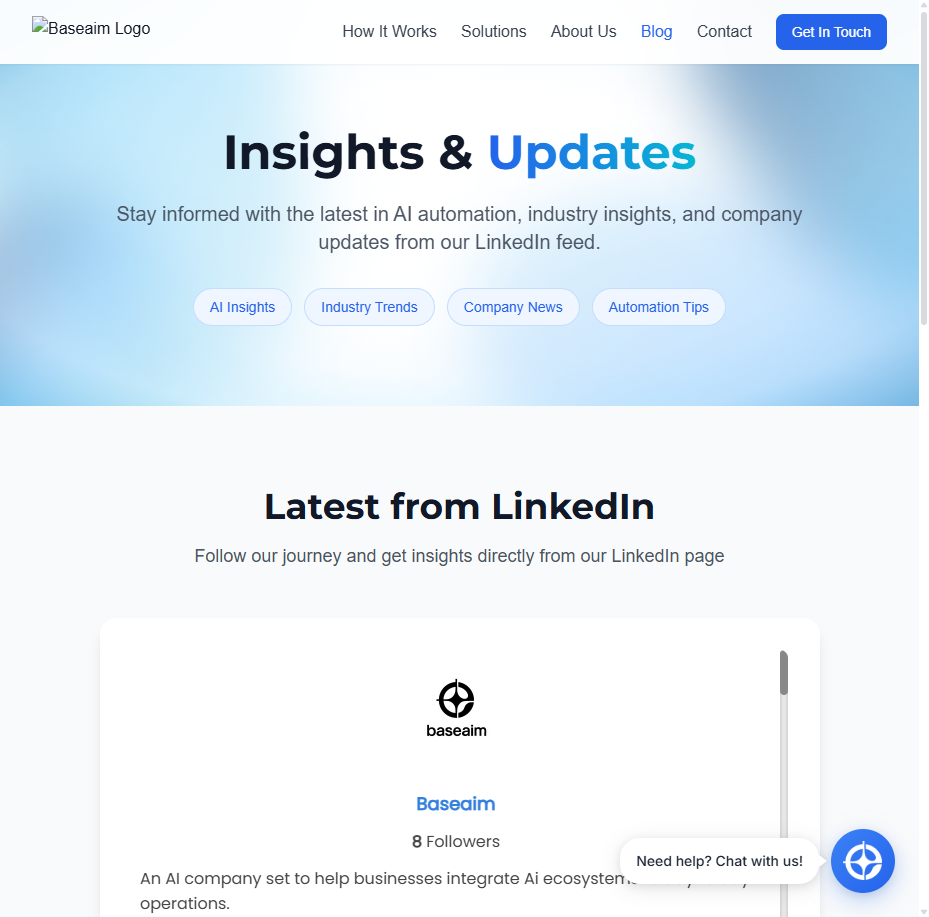 Baseaim Logo
How It Works
Solutions
About Us
Blog
Contact
Get In Touch
Insights & Updates
Stay informed with the latest in AI automation, industry insights, and company
updates from our LinkedIn feed.
AI Insights
Industry Trends
Company News
Automation Tips
Latest from LinkedIn
Follow our journey and get insights directly from our LinkedIn page
baseaim
Baseaim
8 Followers
An AI company set to help businesses integrate Ai ecosystems
operations.
Need help? Chat with us!